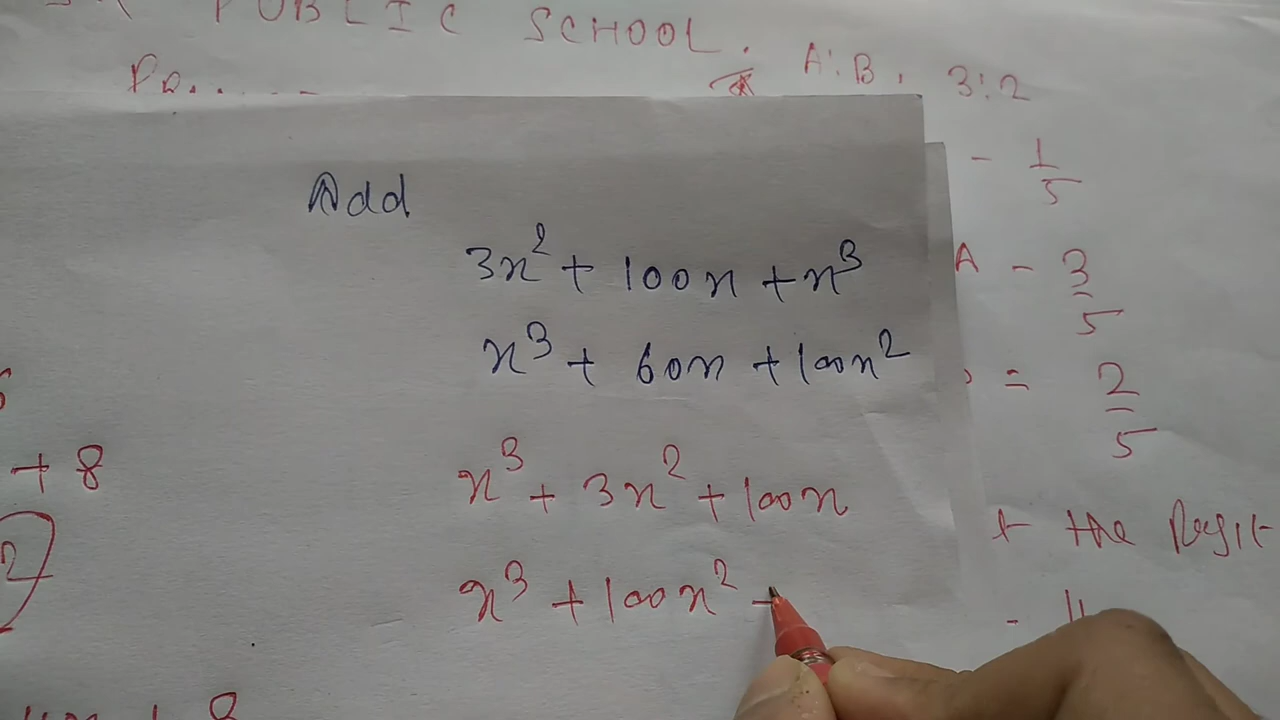 PUBLIC SCHOOL.
A:B, 3:2
- 1/5
Add
3x² + 100x + x³
A - 3/5
x³ + 60x + 100x²
= 2/5
x³ + 3x² + 100x
+ 8
+ the
x³ + 100x² +
2